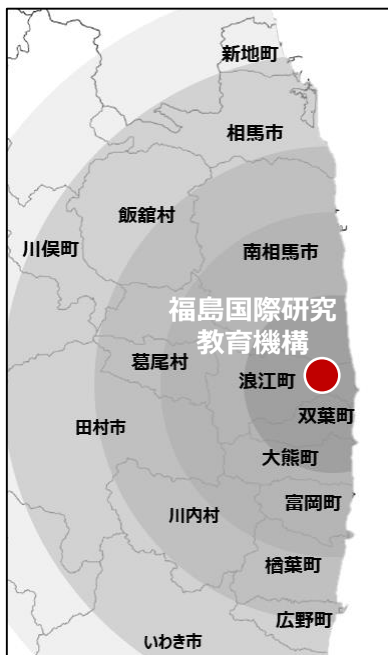 新地町
相馬市
飯舘村
川俣町
南相馬市
福島国際研究
教育機構
葛尾村
浪江町
双葉町
田村市
大熊町
富岡町
川内村
楢葉町
広野町
いわき市